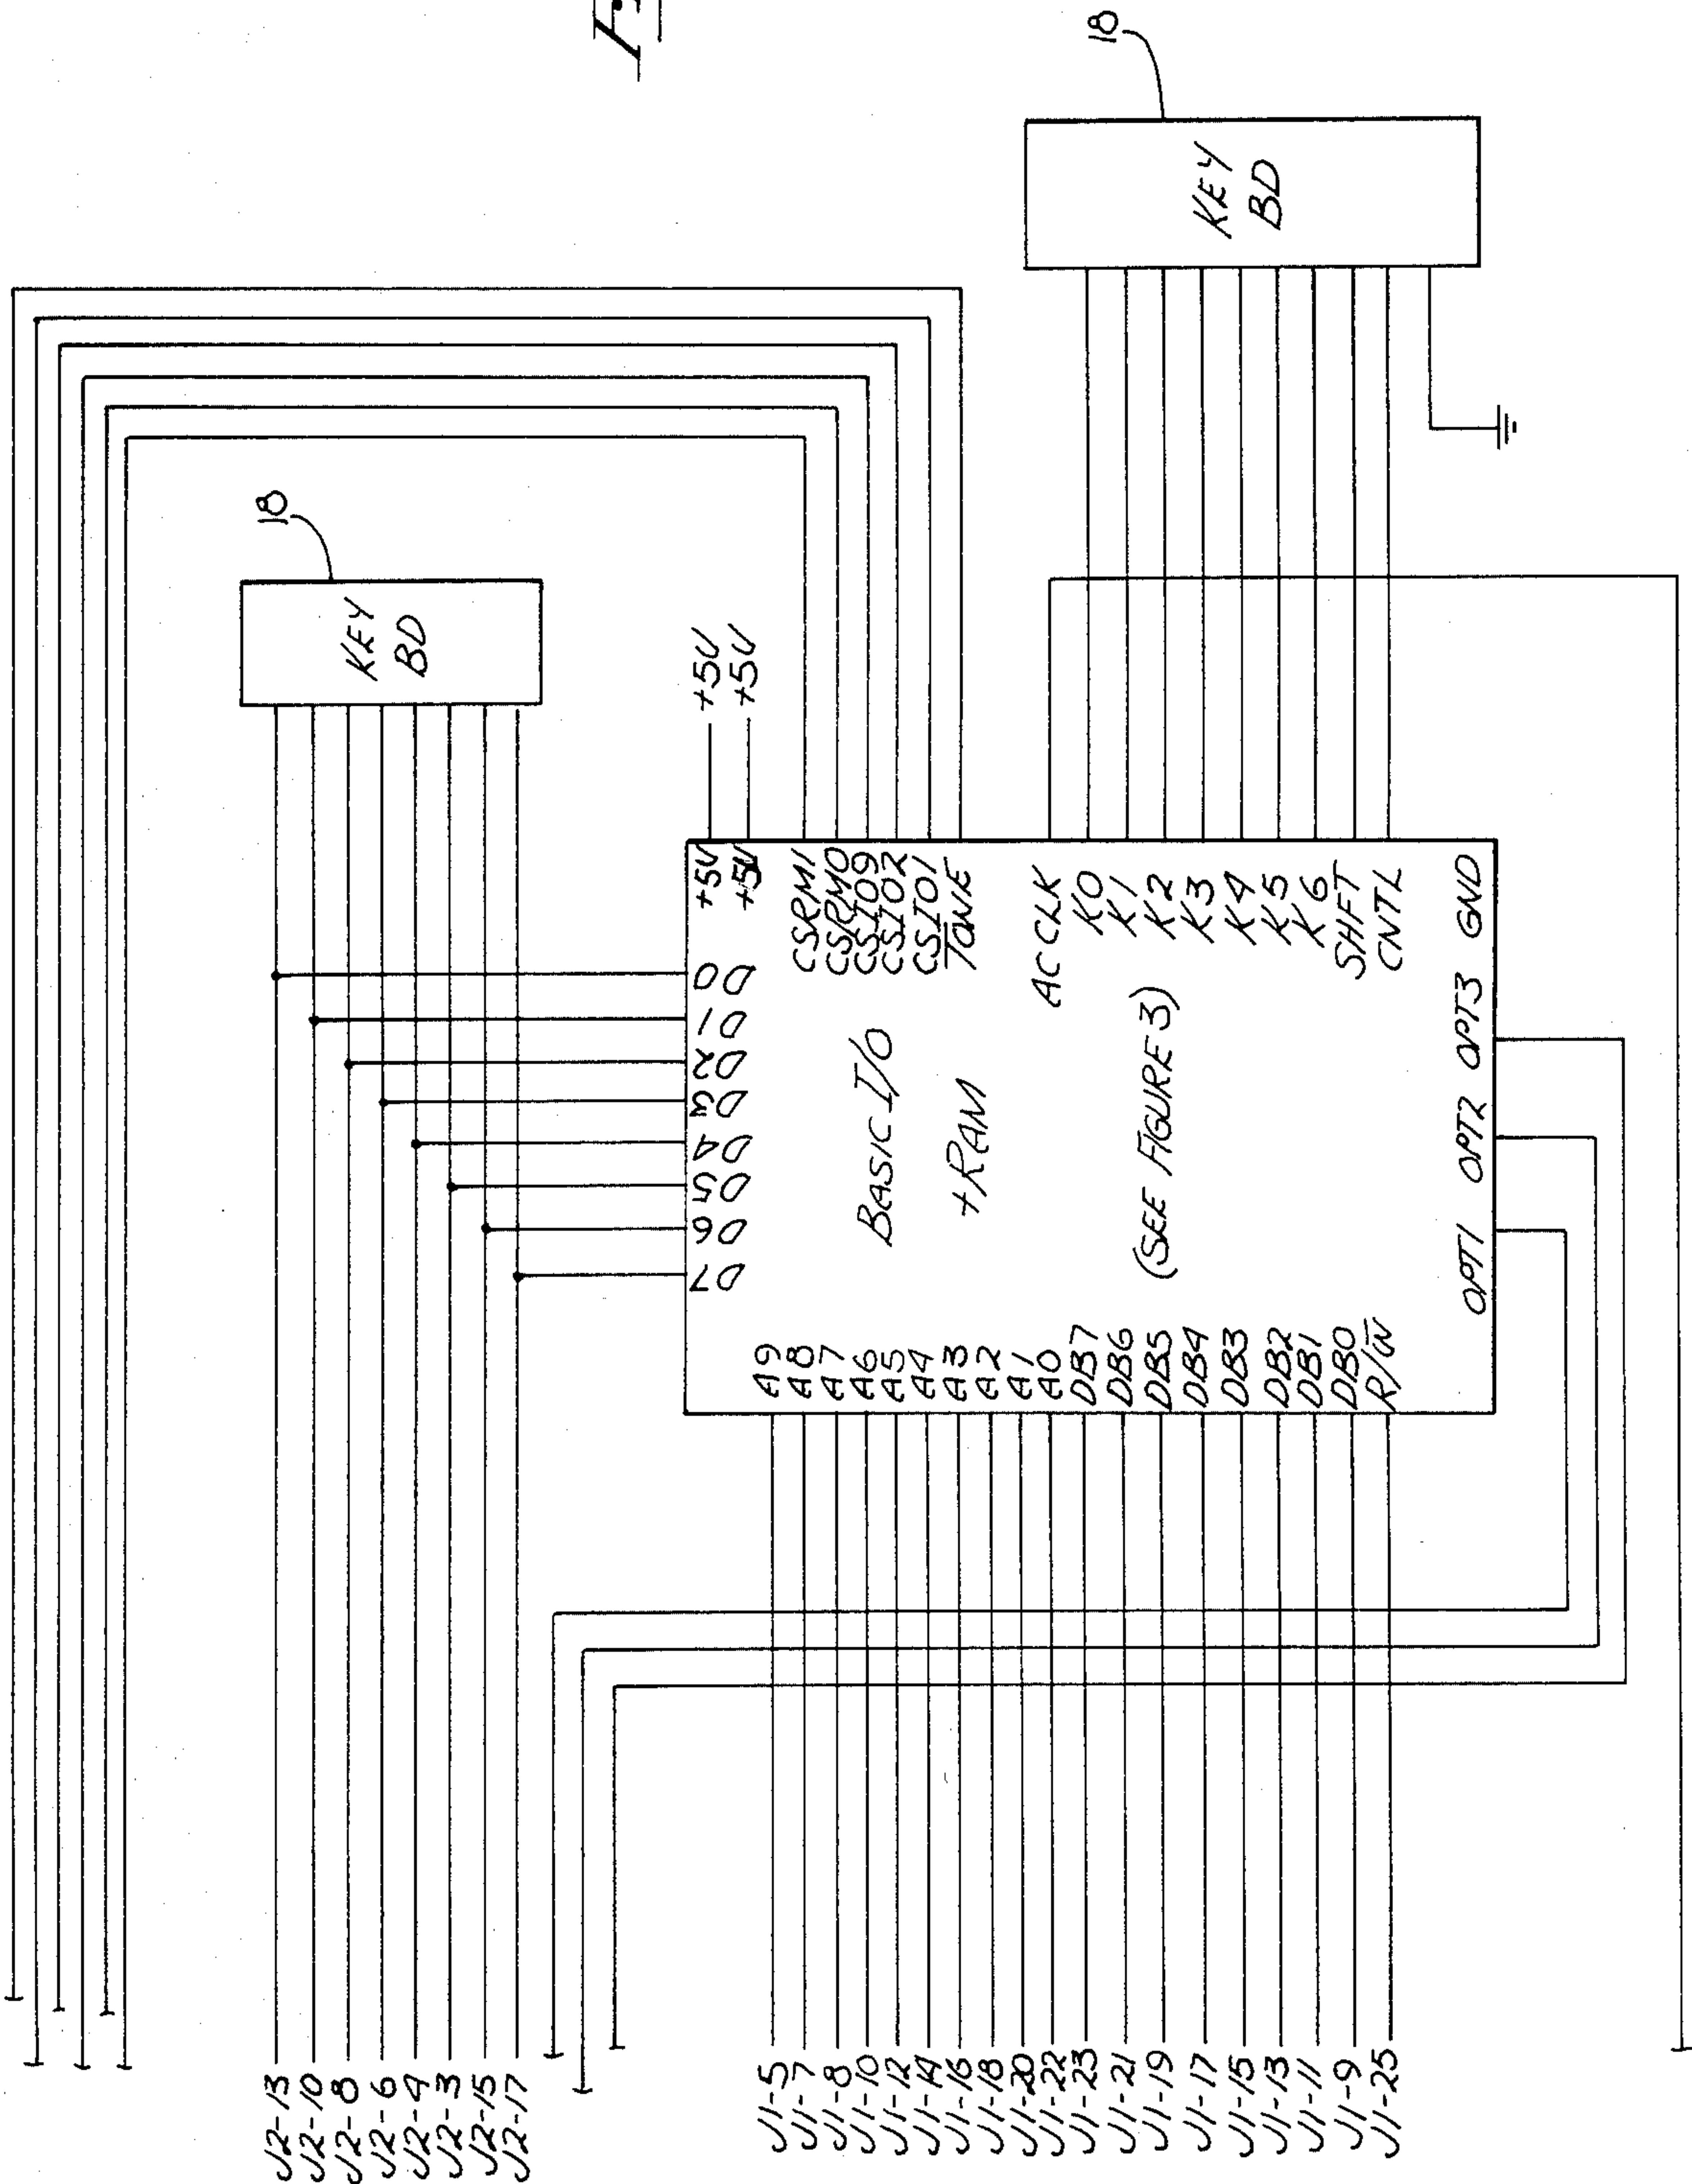 18
KEY
BD
18
KEY
BD
+5V
+5V
+5V
+5V
D0
D1
D2
D3
D4
D5
D6
D7
CSRM1
CSRM0
CSIO9
CSIO2
CSIO1
TONE
ACCLK
K0
K1
K2
K3
K4
K5
K6
SHFT
CNTL
GND
BASIC I/O
+RAM
(SEE FIGURE 3)
A9
A8
A7
A6
A5
A4
A3
A2
A1
A0
DB7
DB6
DB5
DB4
DB3
DB2
DB1
DB0
R/W
OPT1
OPT2
OPT3
J2-13
J2-10
J2-8
J2-6
J2-4
J2-3
J2-15
J2-17
J1-5
J1-7
J1-8
J1-10
J1-12
J1-14
J1-16
J1-18
J1-20
J1-22
J1-23
J1-21
J1-19
J1-17
J1-15
J1-13
J1-11
J1-9
J1-25